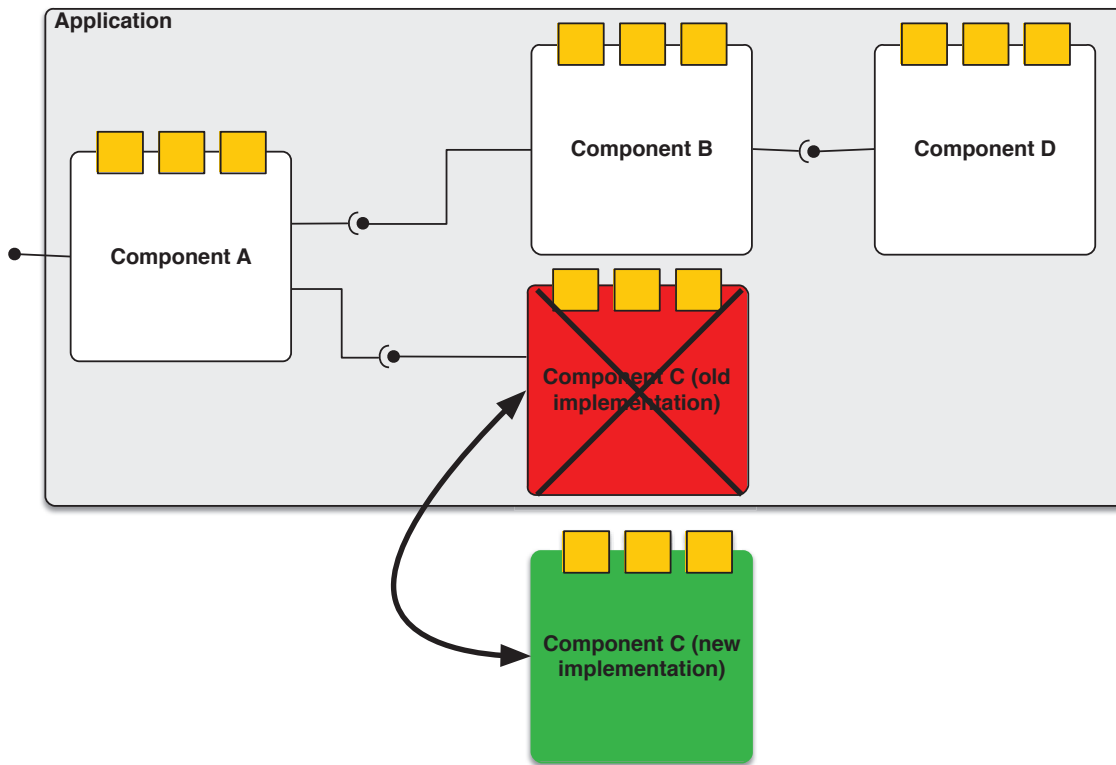 Application
Component B
Component D
Component A
Component C (old
implementation)
Component C (new
implementation)